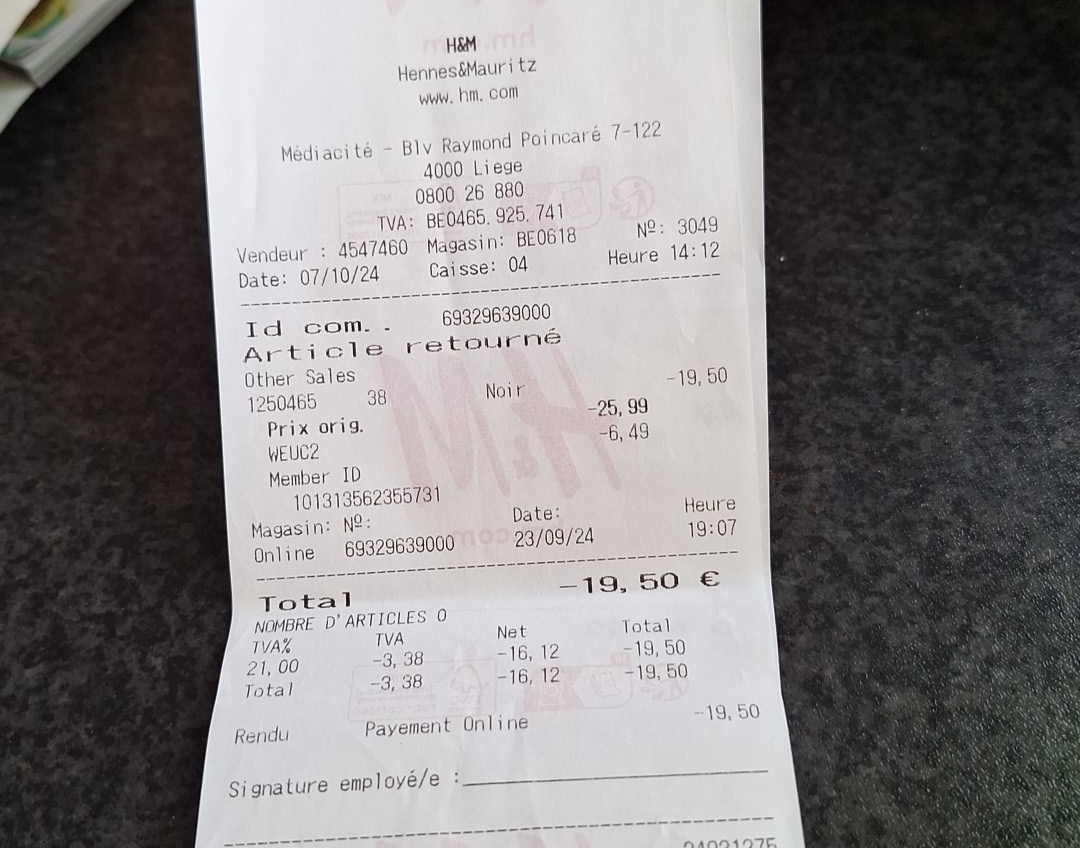 H&M
Hennes&Mauritz
www.hm.com
Médiacité - Blv Raymond Poincaré 7-122
4000 Liege
0800 26 880
TVA: BE0465.925.741
Vendeur : 4547460 Magasin: BE0618 Nº: 3049
Date: 07/10/24 Caisse: 04 Heure 14:12
Id com.. 69329639000
Article retourné
Other Sales -19,50
1250465 38 Noir
Prix orig. -25,99
WEUC2 -6,49
Member ID
101313562355731
Magasin: Nº: Date: Heure
Online 69329639000 23/09/24 19:07
Total -19,50 €
NOMBRE D'ARTICLES 0
TVA% TVA Net Total
21,00 -3,38 -16,12 -19,50
Total -3,38 -16,12 -19,50
Rendu Payement Online -19,50
Signature employé/e :